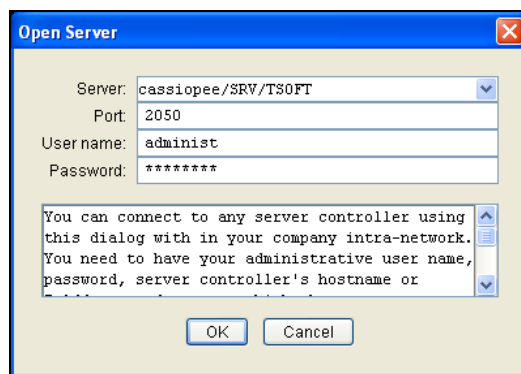 Open Server
Server: cassiopee/SRV/TSOFT
Port: 2050
User name: administ
Password: ********
You can connect to any server controller using
this dialog with in your company intra-network.
You need to have your administrative user name,
password, server controller's hostname or
OK Cancel